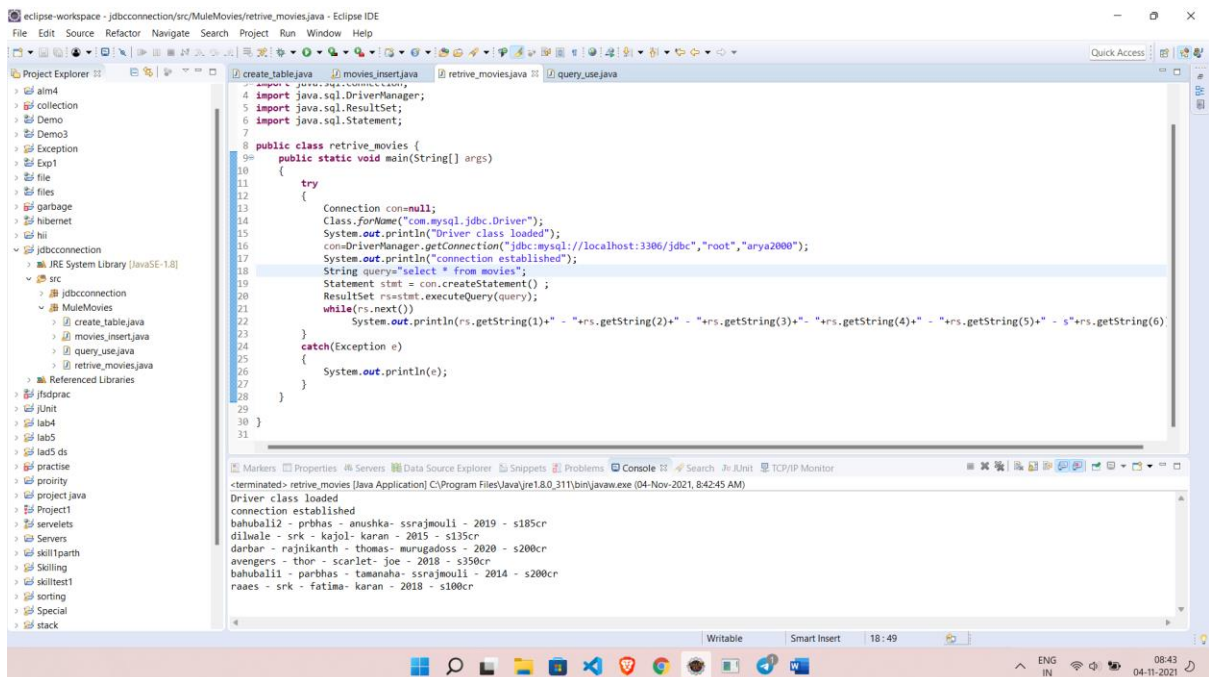 eclipse-workspace - jdbcconnection/src/MuleMovies/retrive_movies.java - Eclipse IDE
File Edit Source Refactor Navigate Search Project Run Window Help
Quick Access
Project Explorer
alm4
collection
Demo
Demo3
Exception
Exp1
file
files
garbage
hibernet
hii
jdbcconnection
JRE System Library [JavaSE-1.8]
src
jdbcconnection
MuleMovies
create_table.java
movies_insert.java
query_use.java
retrive_movies.java
Referenced Libraries
jfsdprac
jUnit
lab4
lab5
lad5 ds
practise
proirity
project java
Project1
servelets
Servers
skill1parth
Skilling
skilltest1
sorting
Special
stack
create_table.java movies_insert.java retrive_movies.java query_use.java
import java.sql.Connection;
4 import java.sql.DriverManager;
5 import java.sql.ResultSet;
6 import java.sql.Statement;
7
8 public class retrive_movies {
9 public static void main(String[] args)
10 {
11 try
12 {
13 Connection con=null;
14 Class.forName("com.mysql.jdbc.Driver");
15 System.out.println("Driver class loaded");
16 con=DriverManager.getConnection("jdbc:mysql://localhost:3306/jdbc","root","arya2000");
17 System.out.println("connection established");
18 String query="select * from movies";
19 Statement stmt = con.createStatement() ;
20 ResultSet rs=stmt.executeQuery(query);
21 while(rs.next())
22 System.out.println(rs.getString(1)+" - "+rs.getString(2)+" - "+rs.getString(3)+"- "+rs.getString(4)+" - "+rs.getString(5)+" - s"+rs.getString(6)
23 }
24 catch(Exception e)
25 {
26 System.out.println(e);
27 }
28 }
29
30 }
31
Markers Properties Servers Data Source Explorer Snippets Problems Console Search JUnit TCP/IP Monitor
<terminated> retrive_movies [Java Application] C:\Program Files\Java\jre1.8.0_311\bin\javaw.exe (04-Nov-2021, 8:42:45 AM)
Driver class loaded
connection established
bahubali2 - prbhas - anushka- ssrajmouli - 2019 - s185cr
dilwale - srk - kajol- karan - 2015 - s135cr
darbar - rajnikanth - thomas- murugadoss - 2020 - s200cr
avengers - thor - scarlet- joe - 2018 - s350cr
bahubali1 - parbhas - tamanaha- ssrajmouli - 2014 - s200cr
raaes - srk - fatima- karan - 2018 - s100cr
Writable Smart Insert 18 : 49
ENG
IN
08:43
04-11-2021